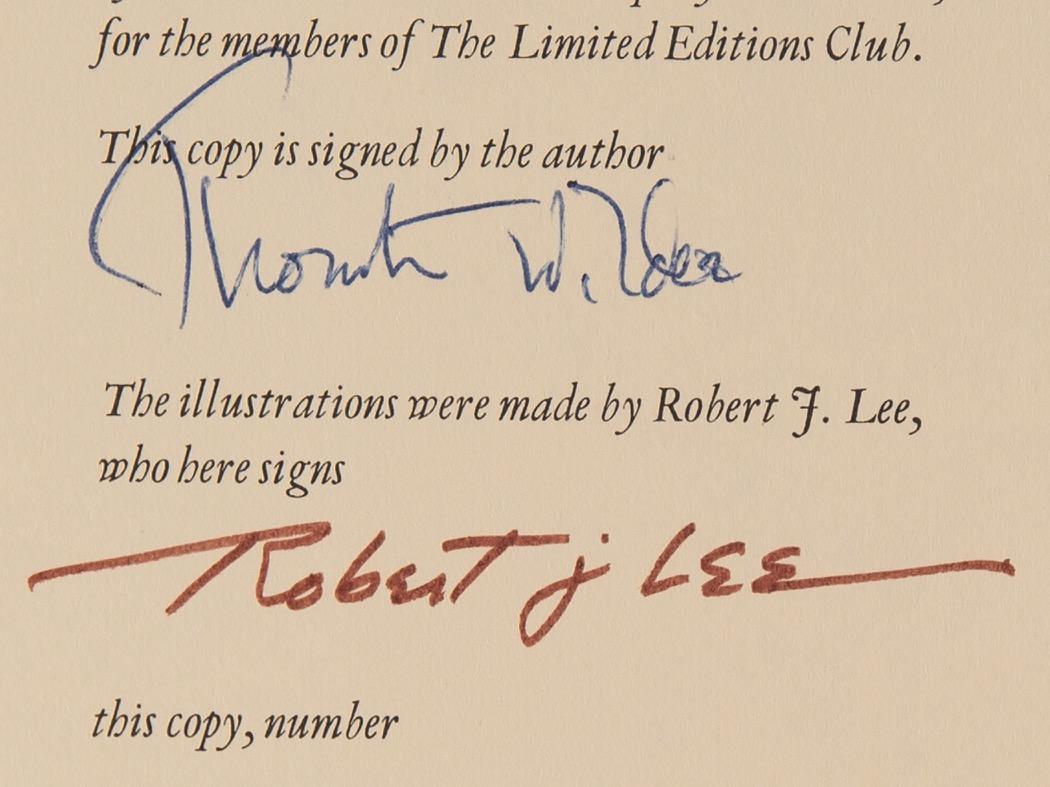 for the members of The Limited Editions Club.
This copy is signed by the author
Thornton Wilder
The illustrations were made by Robert J. Lee,
who here signs
Robert j LEE
this copy, number